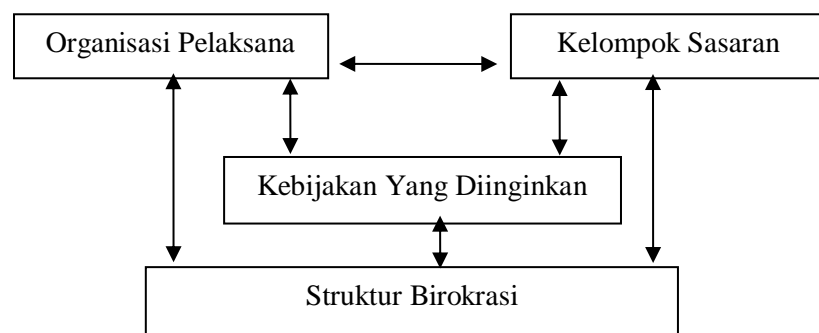 Organisasi Pelaksana
Kelompok Sasaran
Kebijakan Yang Diinginkan
Struktur Birokrasi